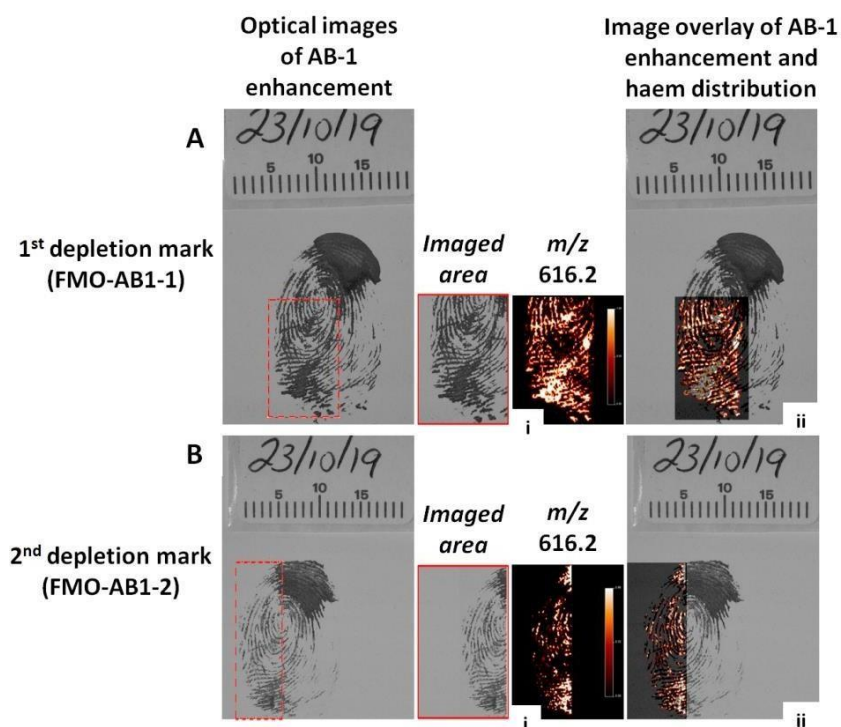 Optical images
of AB-1
enhancement
Image overlay of AB-1
enhancement and
haem distribution
A
23/10/19
5 10 15
23/10/19
5 10 15
1st depletion mark
(FMO-AB1-1)
Imaged
area
m/z
616.2
i
ii
B
23/10/19
5 10 15
23/10/19
5 10 15
2nd depletion mark
(FMO-AB1-2)
Imaged
area
m/z
616.2
i
ii